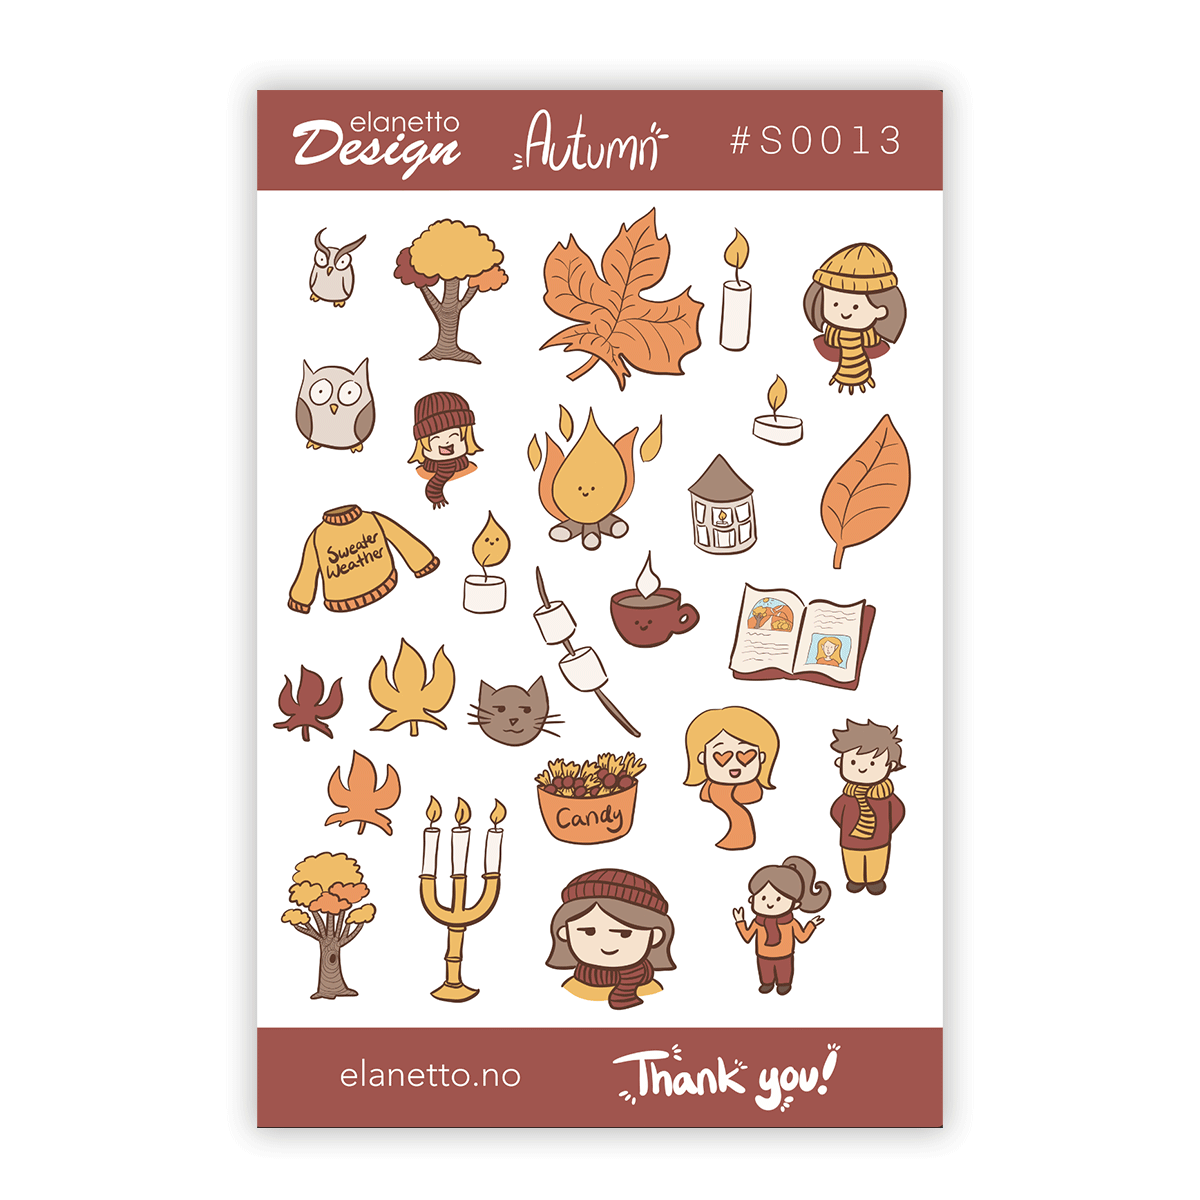 elanetto
Design
Autumn
#S0013
Sweater
Weather
Candy
elanetto.no
Thank you!